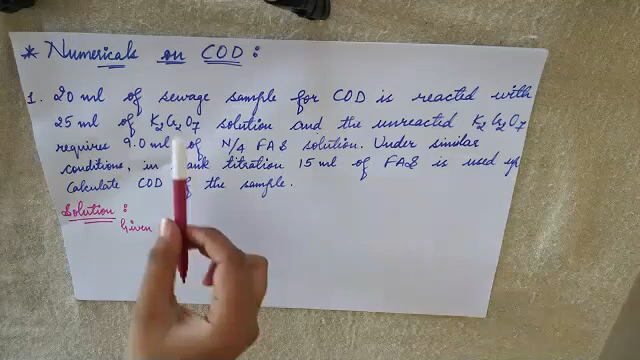 * Numericals on COD :
1. 20 ml of sewage sample for COD is reacted with
25 ml of K2Cr2O7 solution and the unreacted K2Cr2O7
requires 9.0 ml of N/4 FAS solution. Under similar
conditions, in titration 15 ml of FAS is used up
Calculate COD of the sample.
Solution :
Given